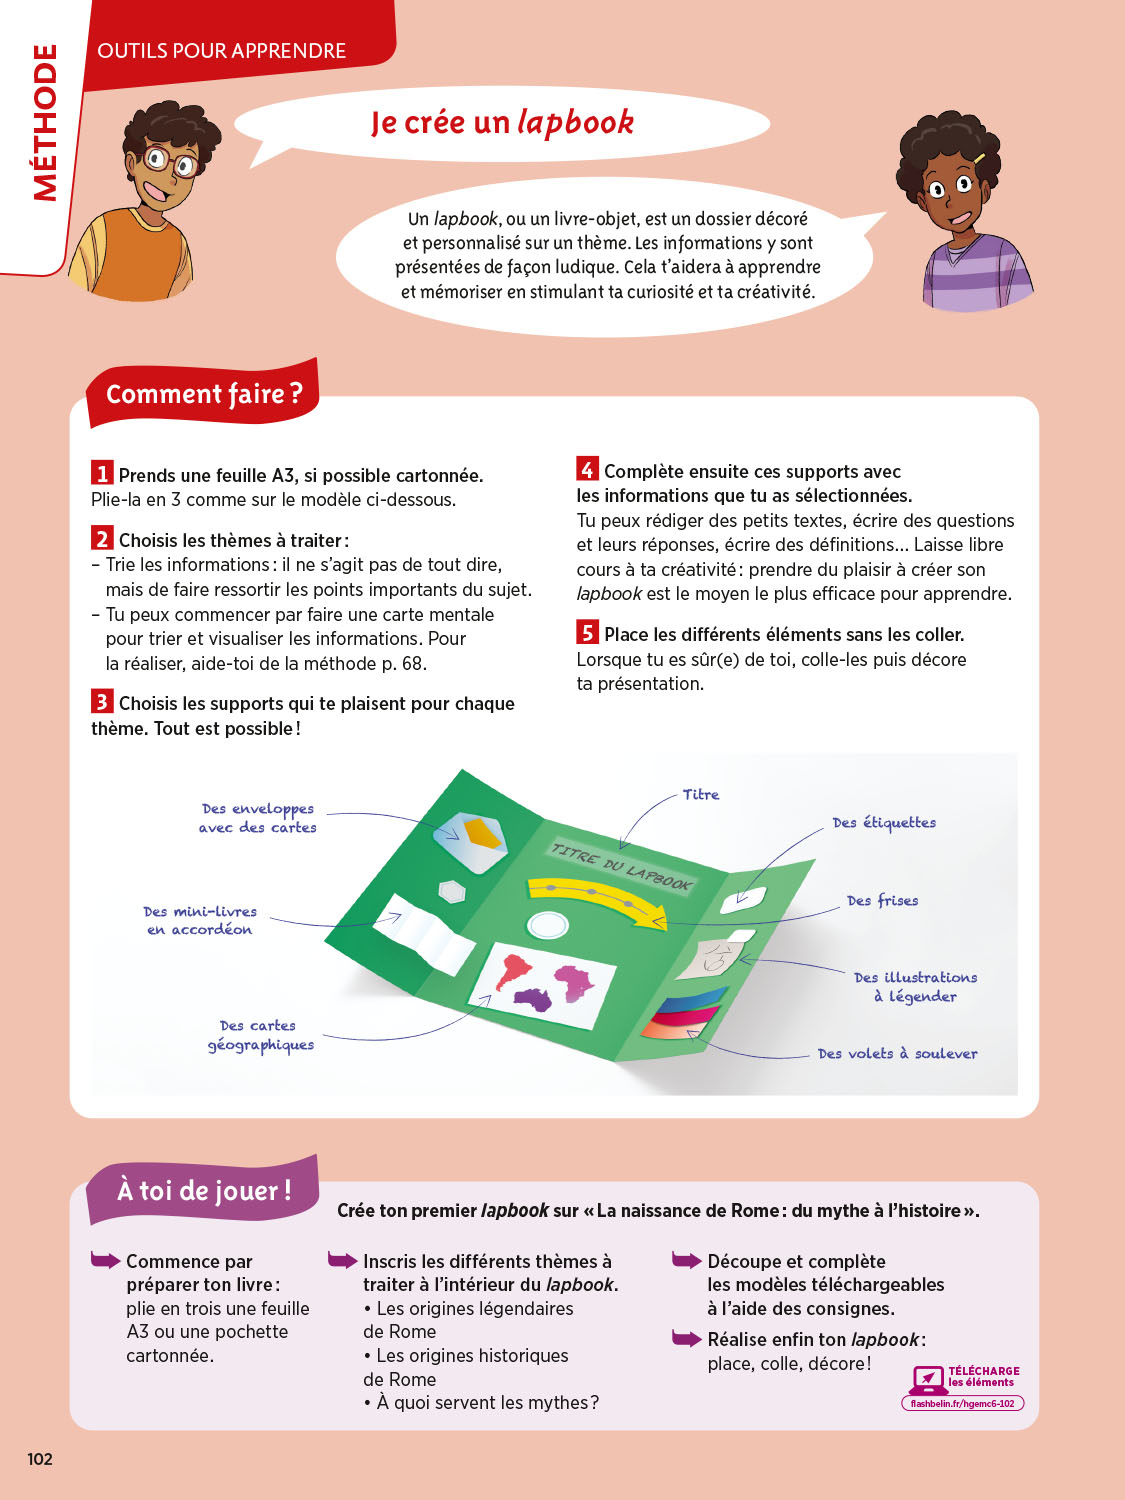 MÉTHODE
OUTILS POUR APPRENDRE
Je crée un lapbook
Un lapbook, ou un livre-objet, est un dossier décoré
et personnalisé sur un thème. Les informations y sont
présentées de façon ludique. Cela t'aidera à apprendre
et mémoriser en stimulant ta curiosité et ta créativité.
Comment faire ?
1 Prends une feuille A3, si possible cartonnée.
Plie-la en 3 comme sur le modèle ci-dessous.
2 Choisis les thèmes à traiter :
– Trie les informations : il ne s'agit pas de tout dire,
mais de faire ressortir les points importants du sujet.
– Tu peux commencer par faire une carte mentale
pour trier et visualiser les informations. Pour
la réaliser, aide-toi de la méthode p. 68.
3 Choisis les supports qui te plaisent pour chaque
thème. Tout est possible !
4 Complète ensuite ces supports avec
les informations que tu as sélectionnées.
Tu peux rédiger des petits textes, écrire des questions
et leurs réponses, écrire des définitions... Laisse libre
cours à ta créativité : prendre du plaisir à créer son
lapbook est le moyen le plus efficace pour apprendre.
5 Place les différents éléments sans les coller.
Lorsque tu es sûr(e) de toi, colle-les puis décore
ta présentation.
Des enveloppes
avec des cartes
Des mini-livres
en accordéon
Des cartes
géographiques
TITRE DU LAPBOOK
Titre
Des étiquettes
Des frises
Des illustrations
à légender
Des volets à soulever
À toi de jouer !
Crée ton premier lapbook sur « La naissance de Rome : du mythe à l'histoire ».
Commence par
préparer ton livre :
plie en trois une feuille
A3 ou une pochette
cartonnée.
Inscris les différents thèmes à
traiter à l'intérieur du lapbook.
• Les origines légendaires
de Rome
• Les origines historiques
de Rome
• À quoi servent les mythes ?
Découpe et complète
les modèles téléchargeables
à l'aide des consignes.
Réalise enfin ton lapbook :
place, colle, décore !
TÉLÉCHARGE
les éléments
flashbelin.fr/hgemc6-102
102